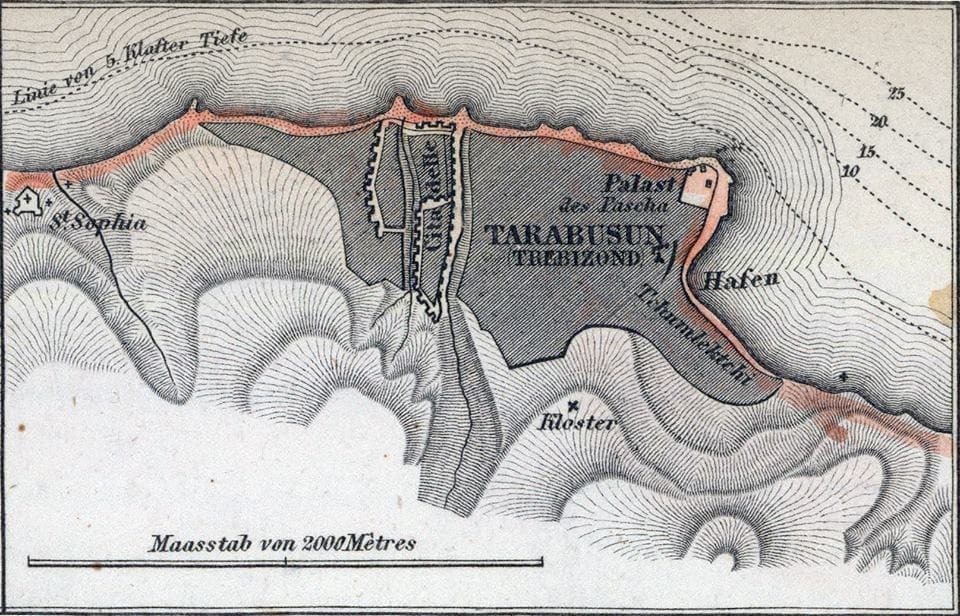 Linie von 5. Klafter Tiefe
25
20
15
10
St Sophia
Citadelle
Palast
des Pascha
TARABUSUN
TREBIZOND
Hafen
Kloster
Maasstab von 2000 Mètres